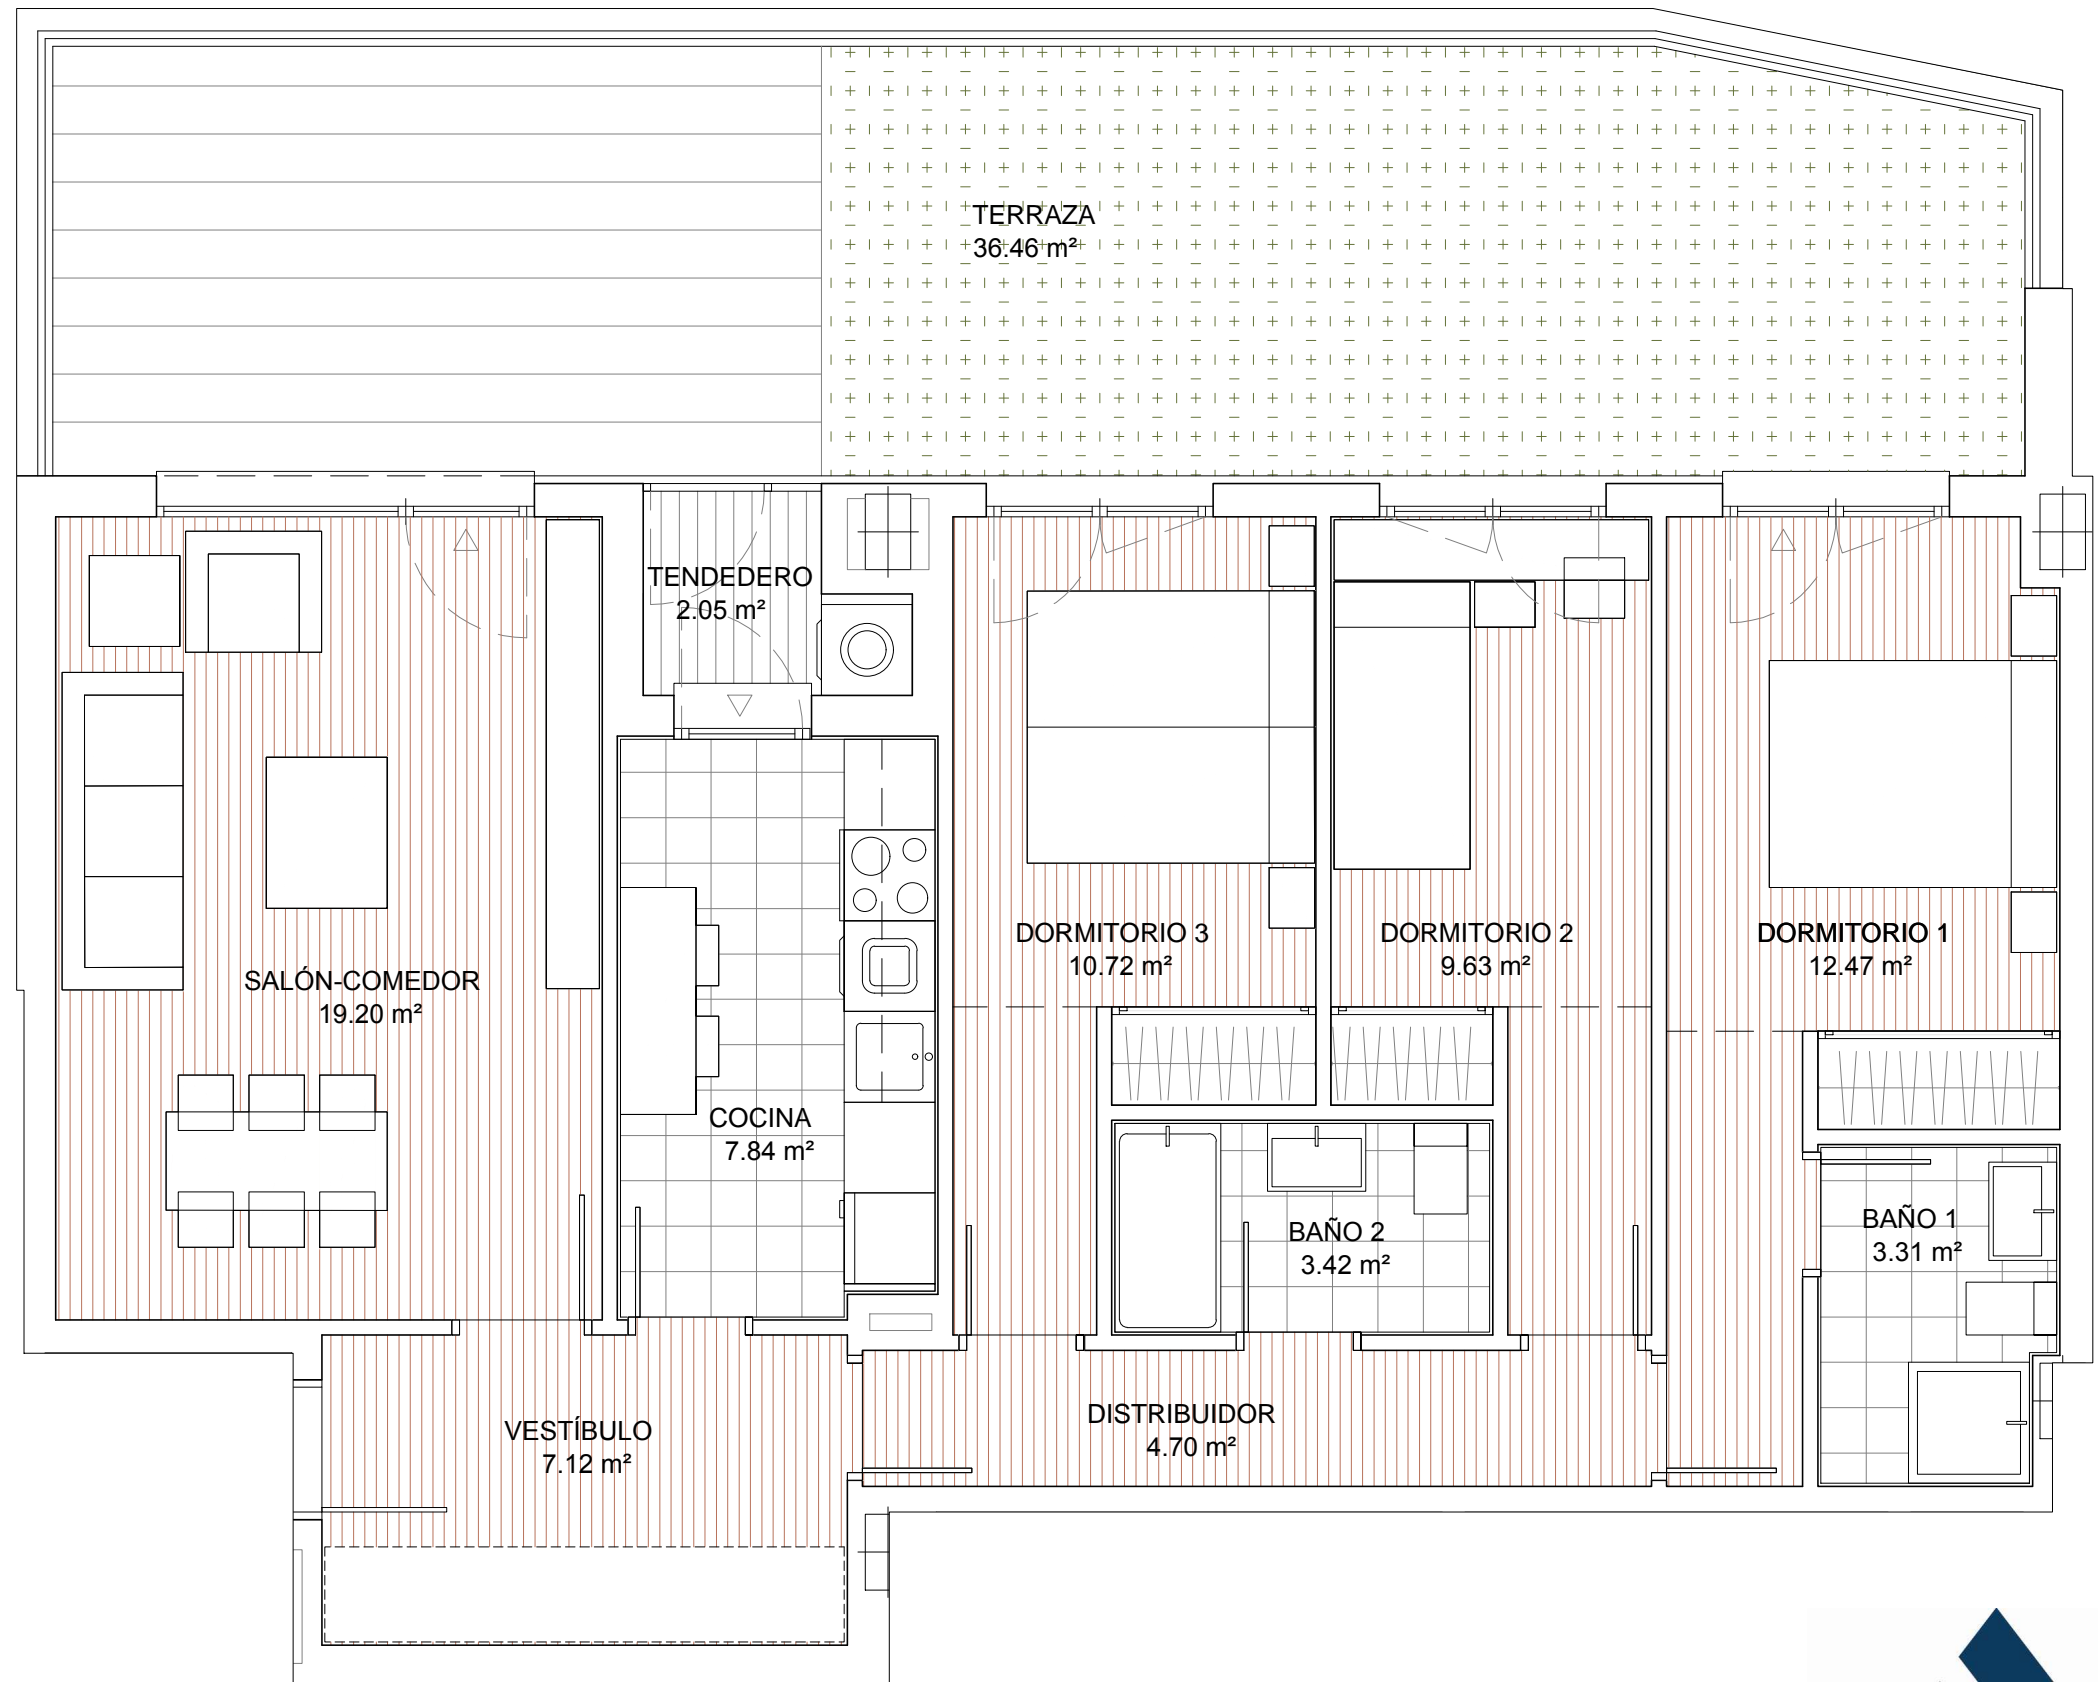 TERRAZA
36.46 m²
TENDEDERO
2.05 m²
DORMITORIO 3
10.72 m²
DORMITORIO 2
9.63 m²
DORMITORIO 1
12.47 m²
SALÓN-COMEDOR
19.20 m²
COCINA
7.84 m²
BAÑO 2
3.42 m²
BAÑO 1
3.31 m²
VESTÍBULO
7.12 m²
DISTRIBUIDOR
4.70 m²